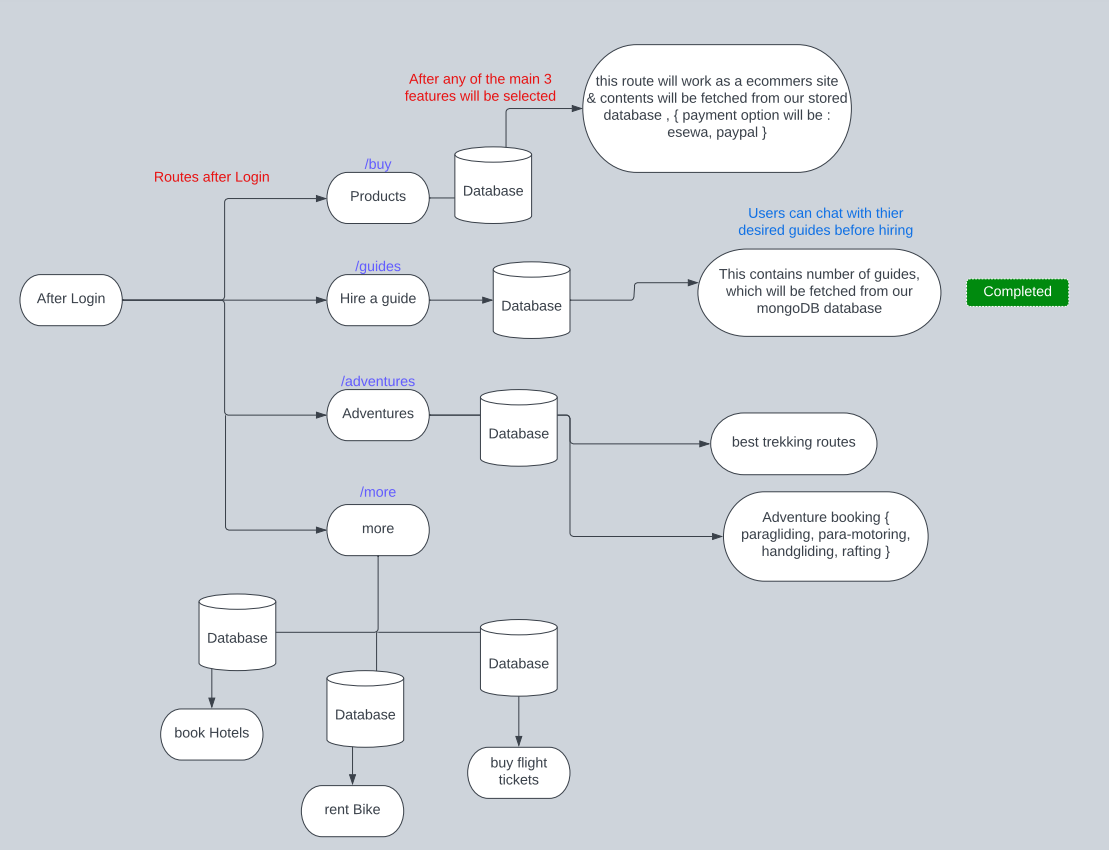 After any of the main 3
features will be selected
this route will work as a ecommers site
& contents will be fetched from our stored
database , { payment option will be :
esewa, paypal }
Routes after Login
/buy
Products
Database
Users can chat with thier
desired guides before hiring
After Login
/guides
Hire a guide
Database
This contains number of guides,
which will be fetched from our
mongoDB database
Completed
/adventures
Adventures
Database
best trekking routes
/more
more
Adventure booking {
paragliding, para-motoring,
handgliding, rafting }
Database
Database
Database
book Hotels
rent Bike
buy flight
tickets